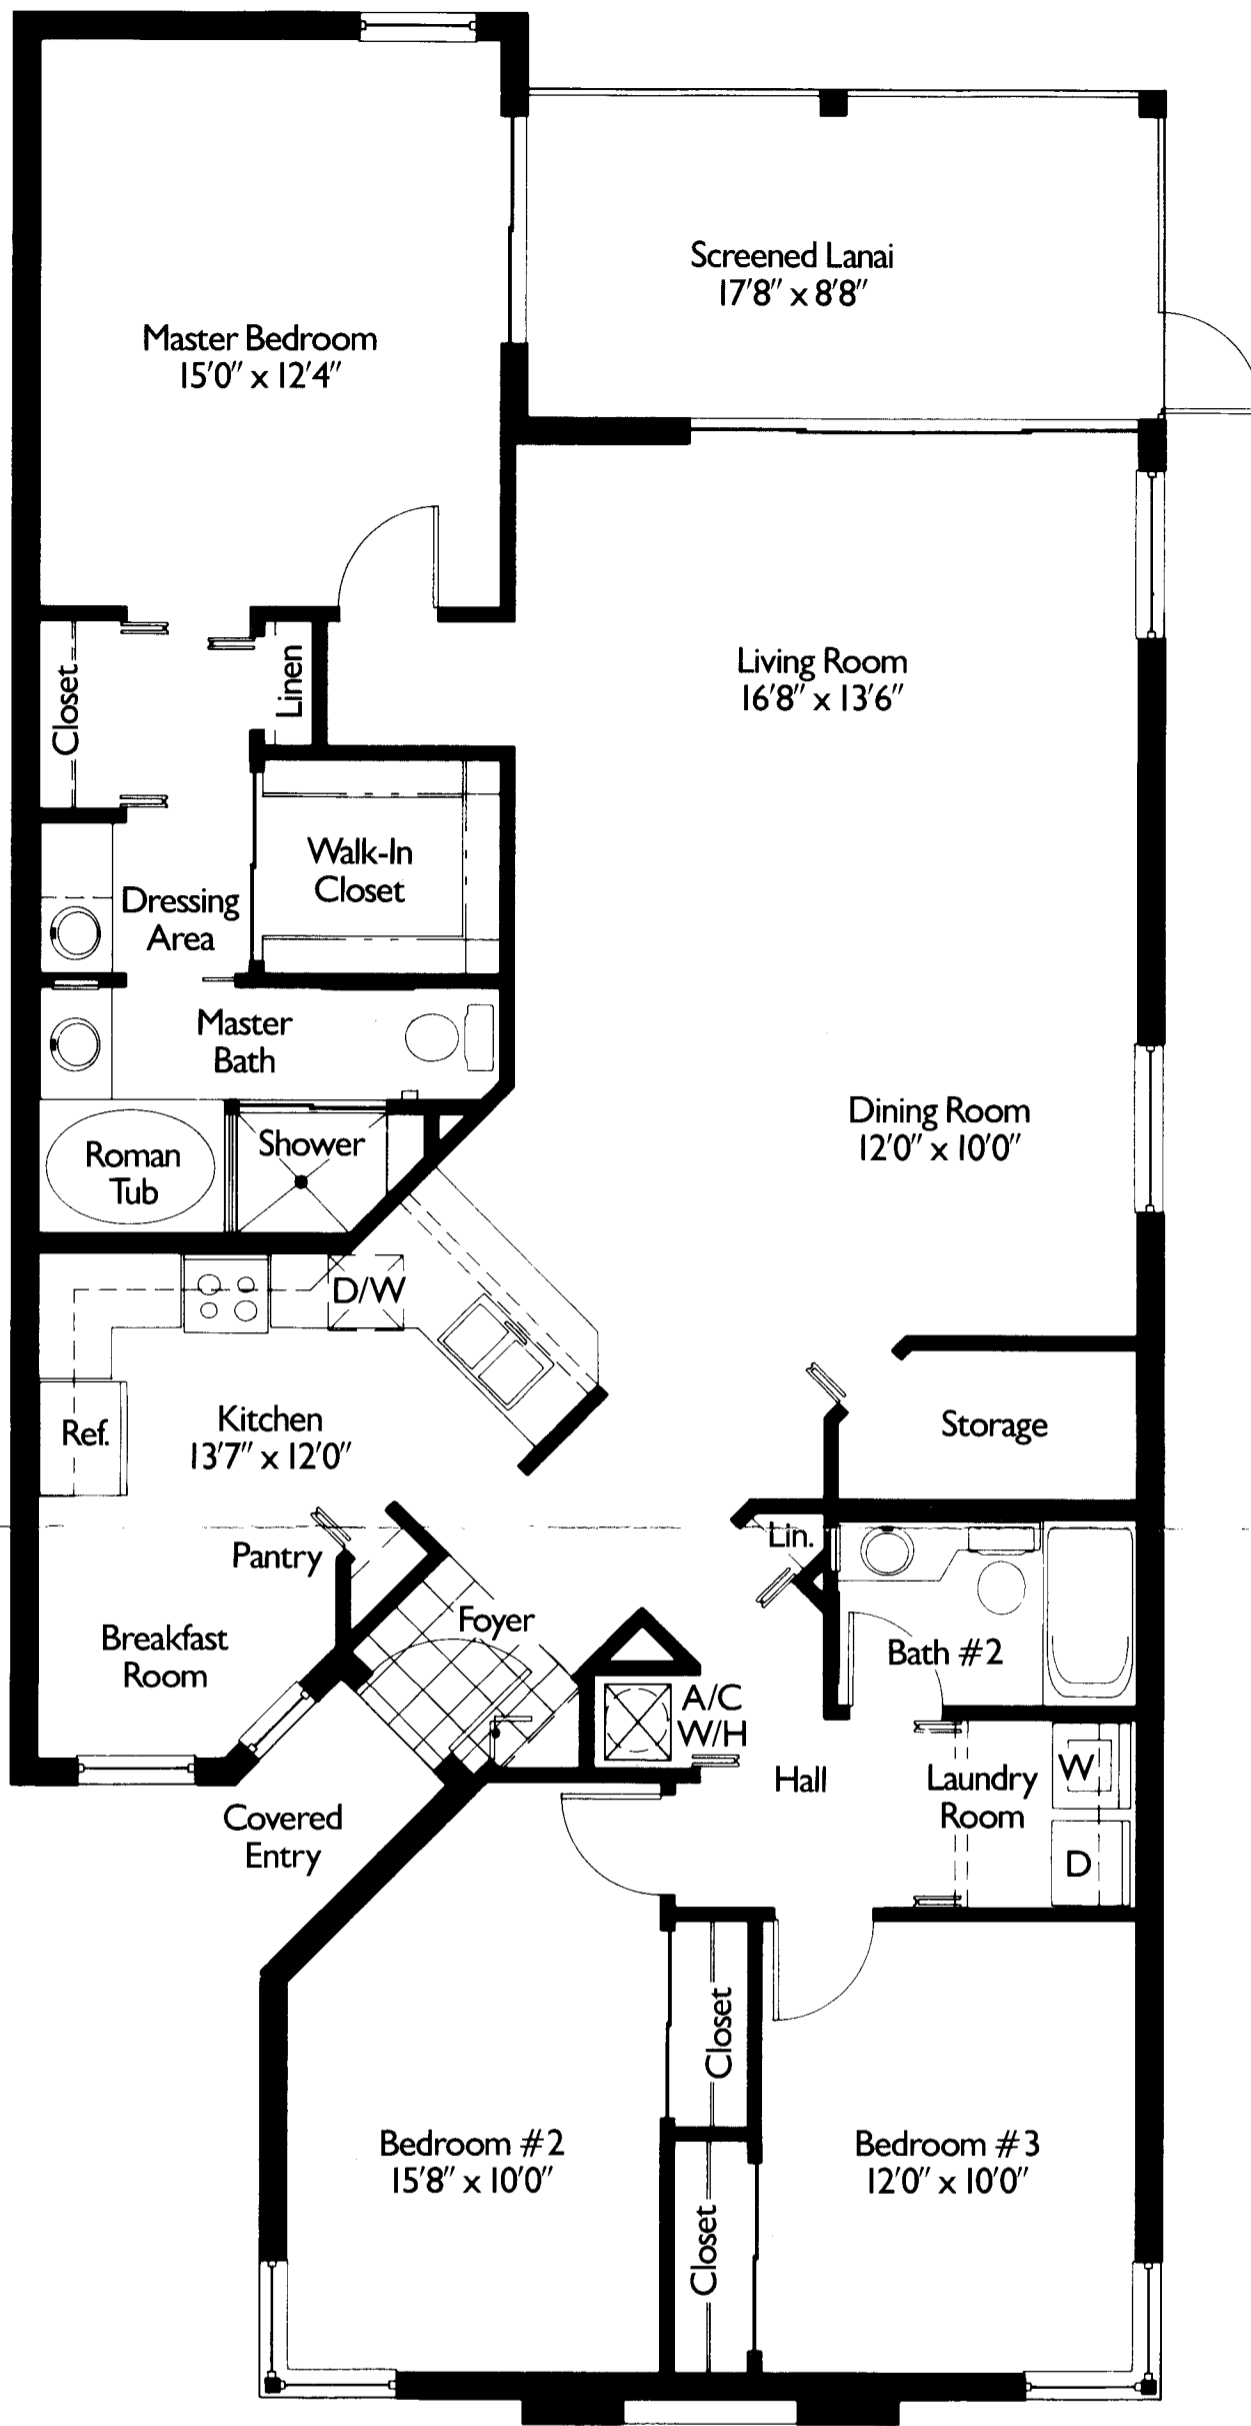 Screened Lanai
17'8" x 8'8"
Master Bedroom
15'0" x 12'4"
Closet
Linen
Living Room
16'8" x 13'6"
Walk-In
Closet
Dressing
Area
Master
Bath
Dining Room
12'0" x 10'0"
Roman
Tub
Shower
D/W
Ref.
Kitchen
13'7" x 12'0"
Storage
Pantry
Lin.
Breakfast
Room
Foyer
Bath #2
A/C
W/H
Hall
Laundry
Room
W
D
Covered
Entry
Closet
Bedroom #2
15'8" x 10'0"
Bedroom #3
12'0" x 10'0"
Closet